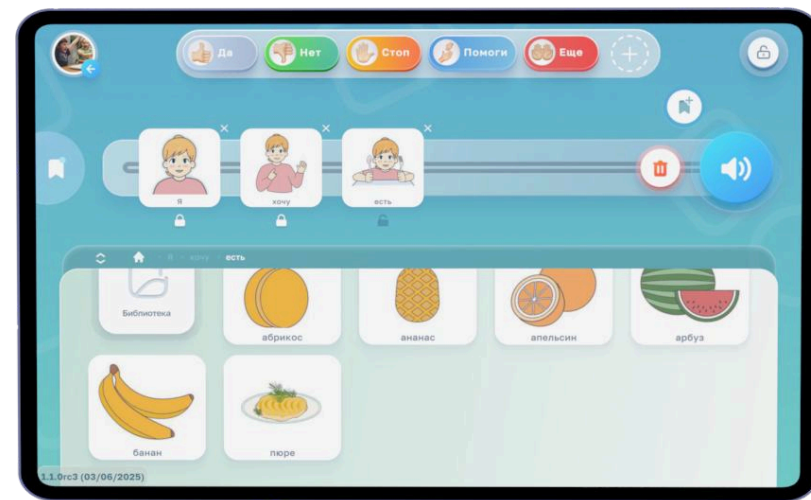 Да
Нет
Стоп
Помоги
Еще
Я
хочу
есть
Я
хочу
есть
Библиотека
абрикос
ананас
апельсин
арбуз
банан
пюре
1.1.0rc3 (03/06/2025)